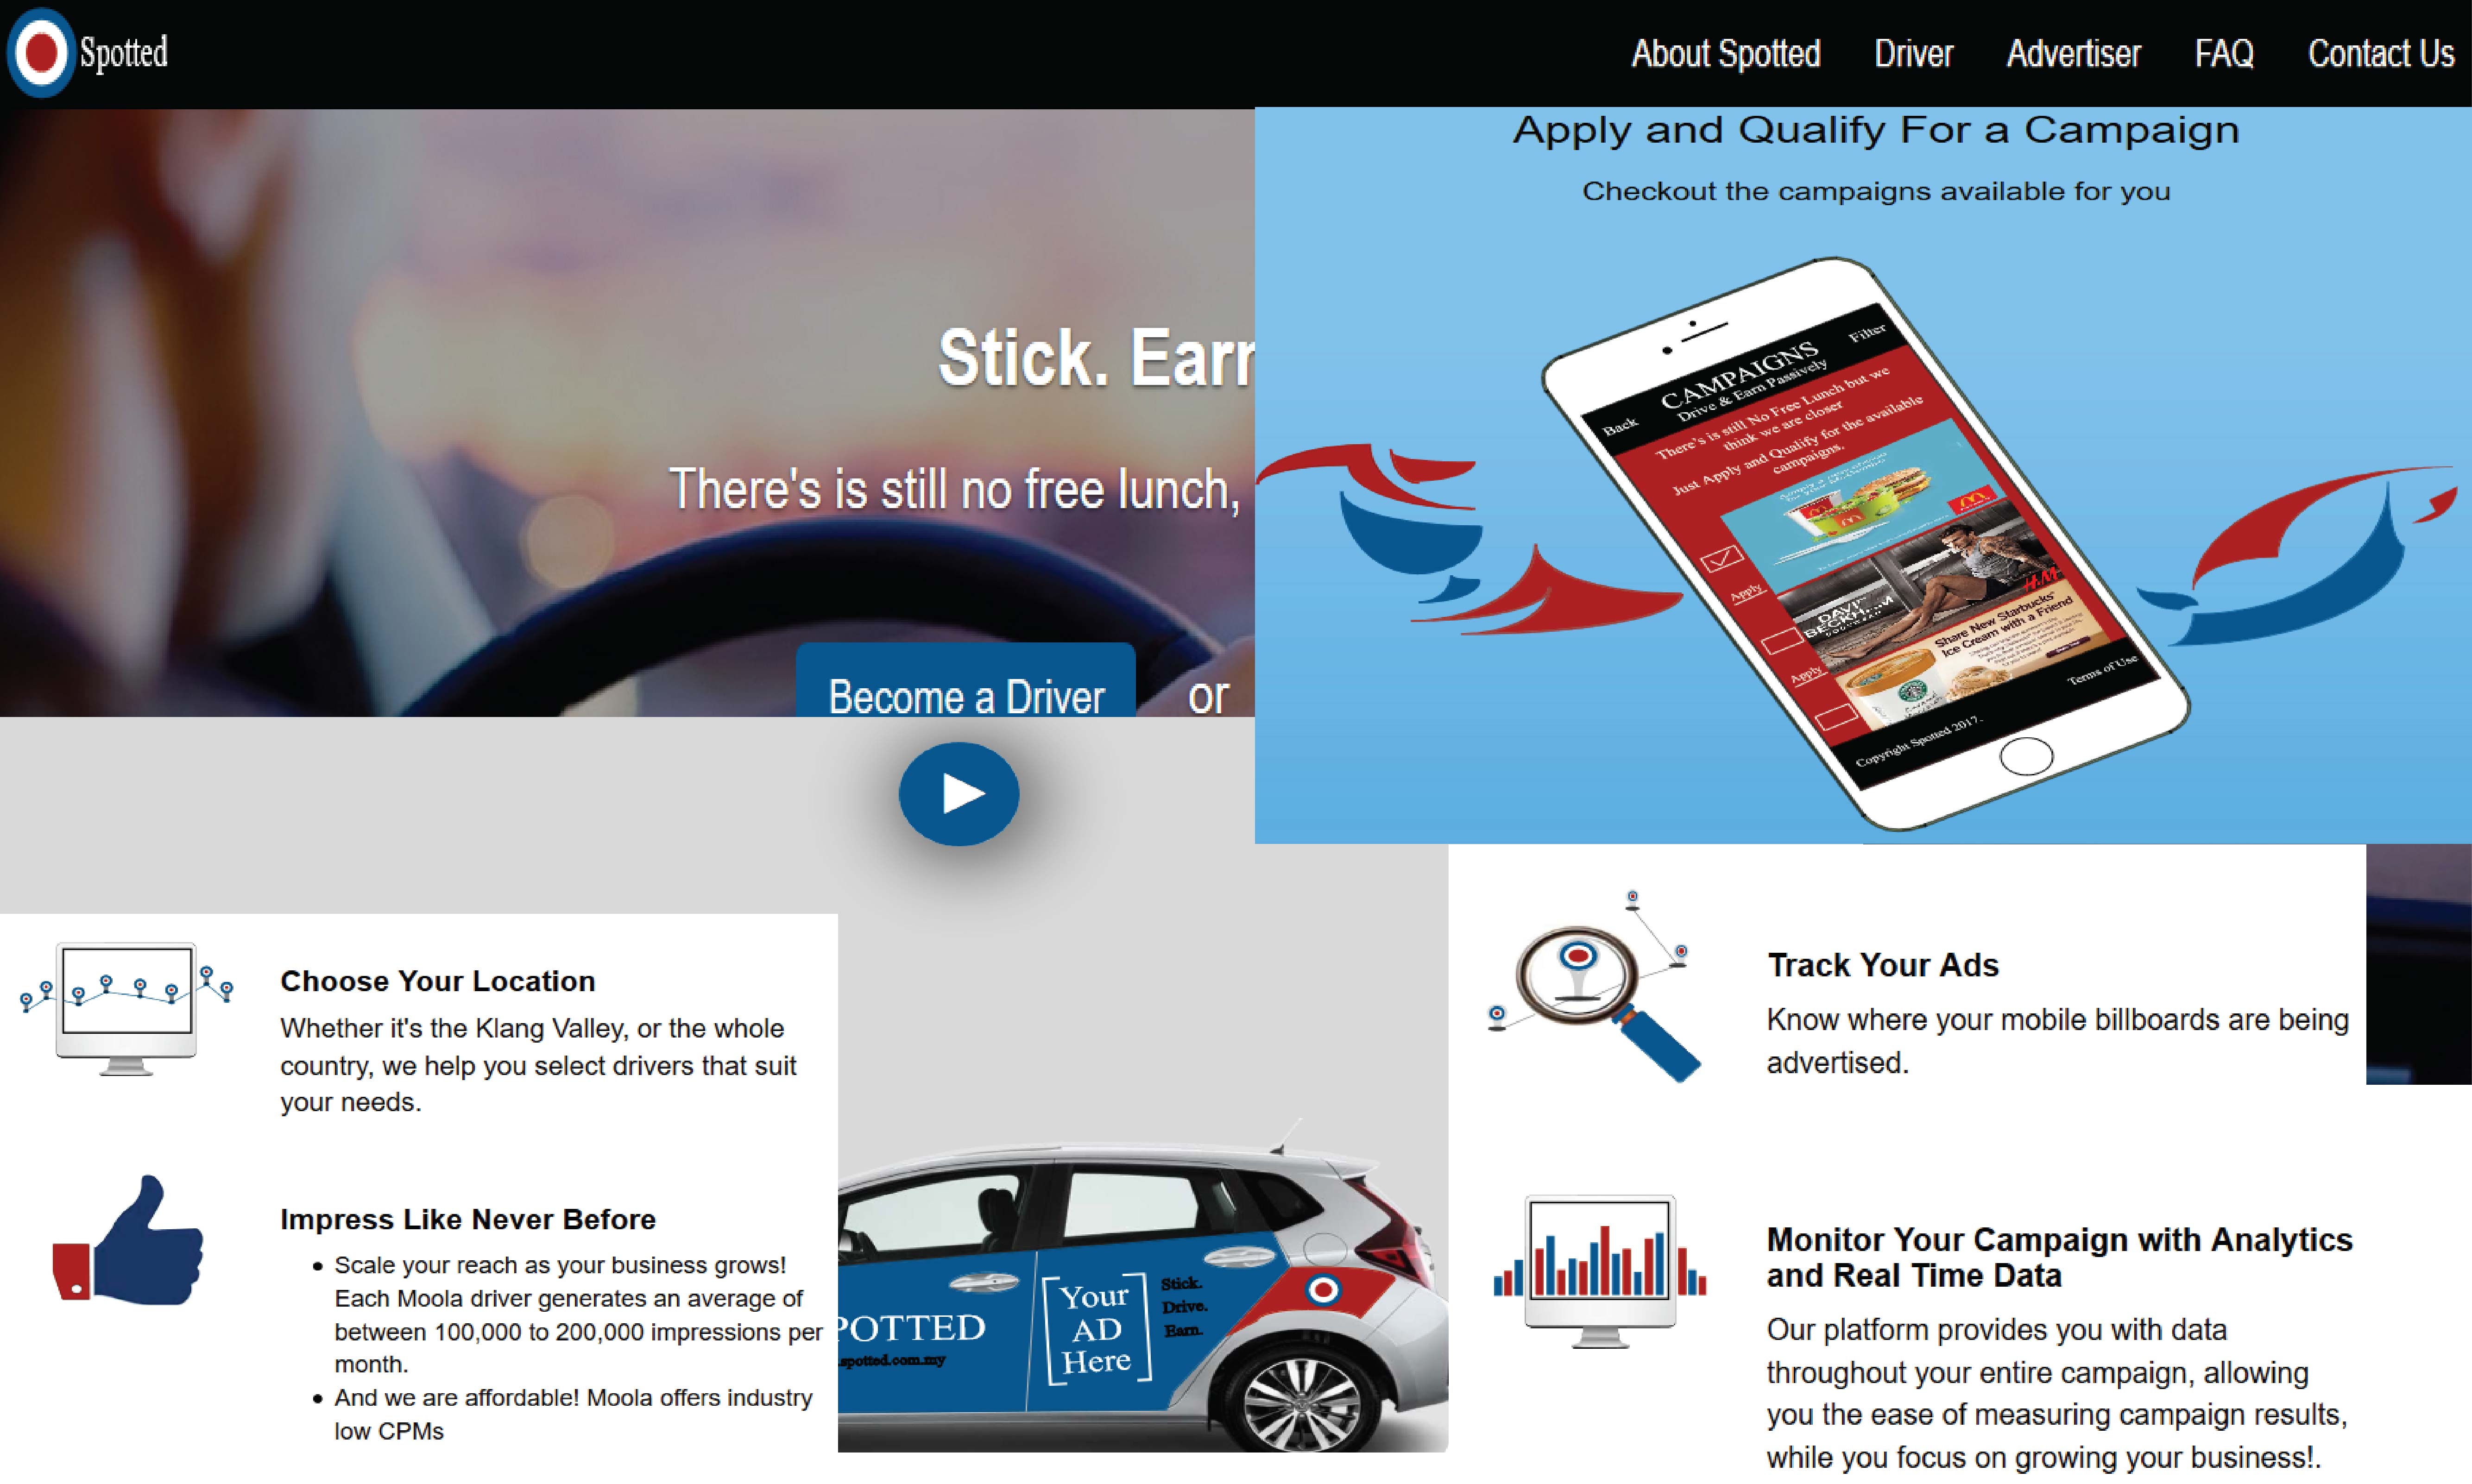 Spotted
About Spotted Driver Advertiser FAQ Contact Us
Apply and Qualify For a Campaign
Checkout the campaigns available for you
Stick. Earn
There's is still no free lunch,
Become a Driver or
Back CAMPAIGNS Filter
Drive & Earn Passively
There's is still No Free Lunch but we
think we are closer
Just Apply and Qualify for the available
campaigns.
Apply
H&M
Apply
Share New Starbucks
Ice Cream with a Friend
Copyright Spotted 2017. Terms of Use
Choose Your Location
Whether it's the Klang Valley, or the whole
country, we help you select drivers that suit
your needs.
Impress Like Never Before
Scale your reach as your business grows!
Each Moola driver generates an average of
between 100,000 to 200,000 impressions per
month.
And we are affordable! Moola offers industry
low CPMs
POTTED
.spotted.com.my
Your
AD
Here
Stick.
Drive.
Earn.
Track Your Ads
Know where your mobile billboards are being
advertised.
Monitor Your Campaign with Analytics
and Real Time Data
Our platform provides you with data
throughout your entire campaign, allowing
you the ease of measuring campaign results,
while you focus on growing your business!.